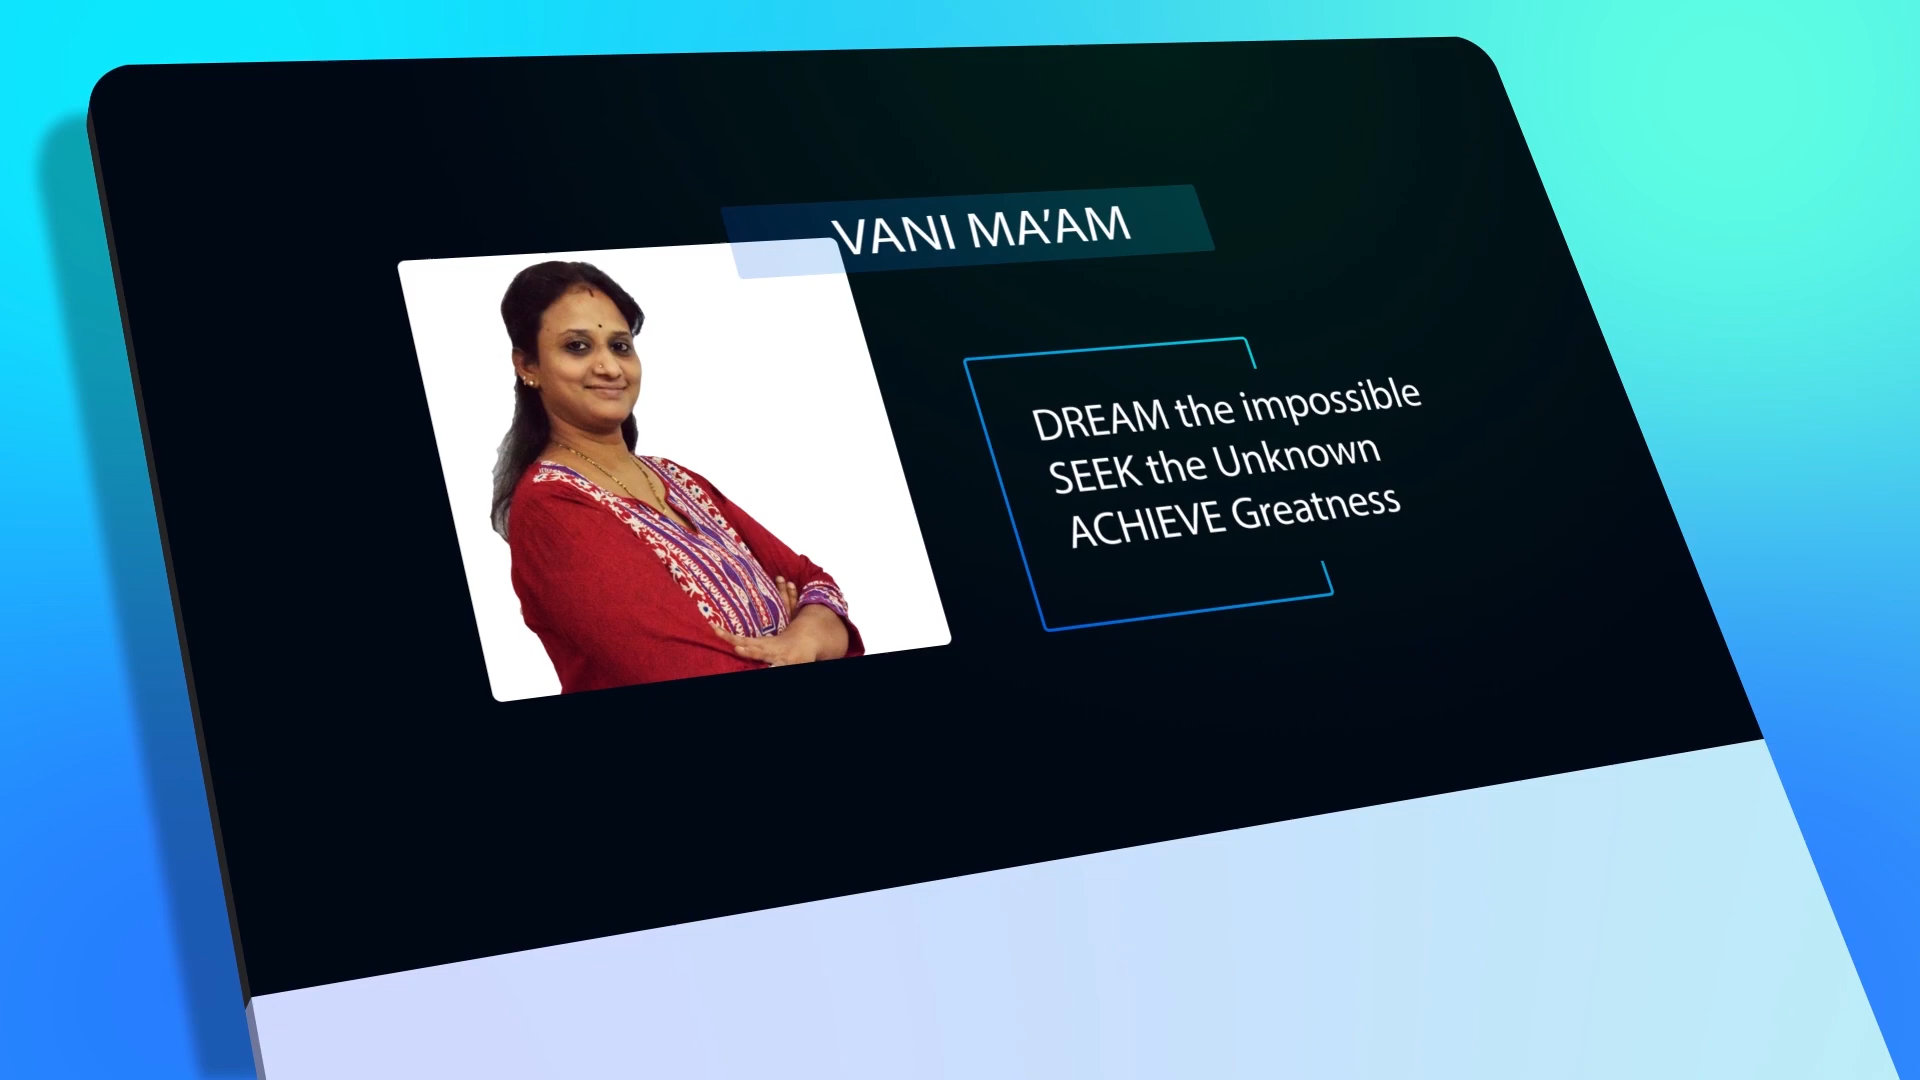 VANI MA'AM
DREAM the impossible
SEEK the Unknown
ACHIEVE Greatness